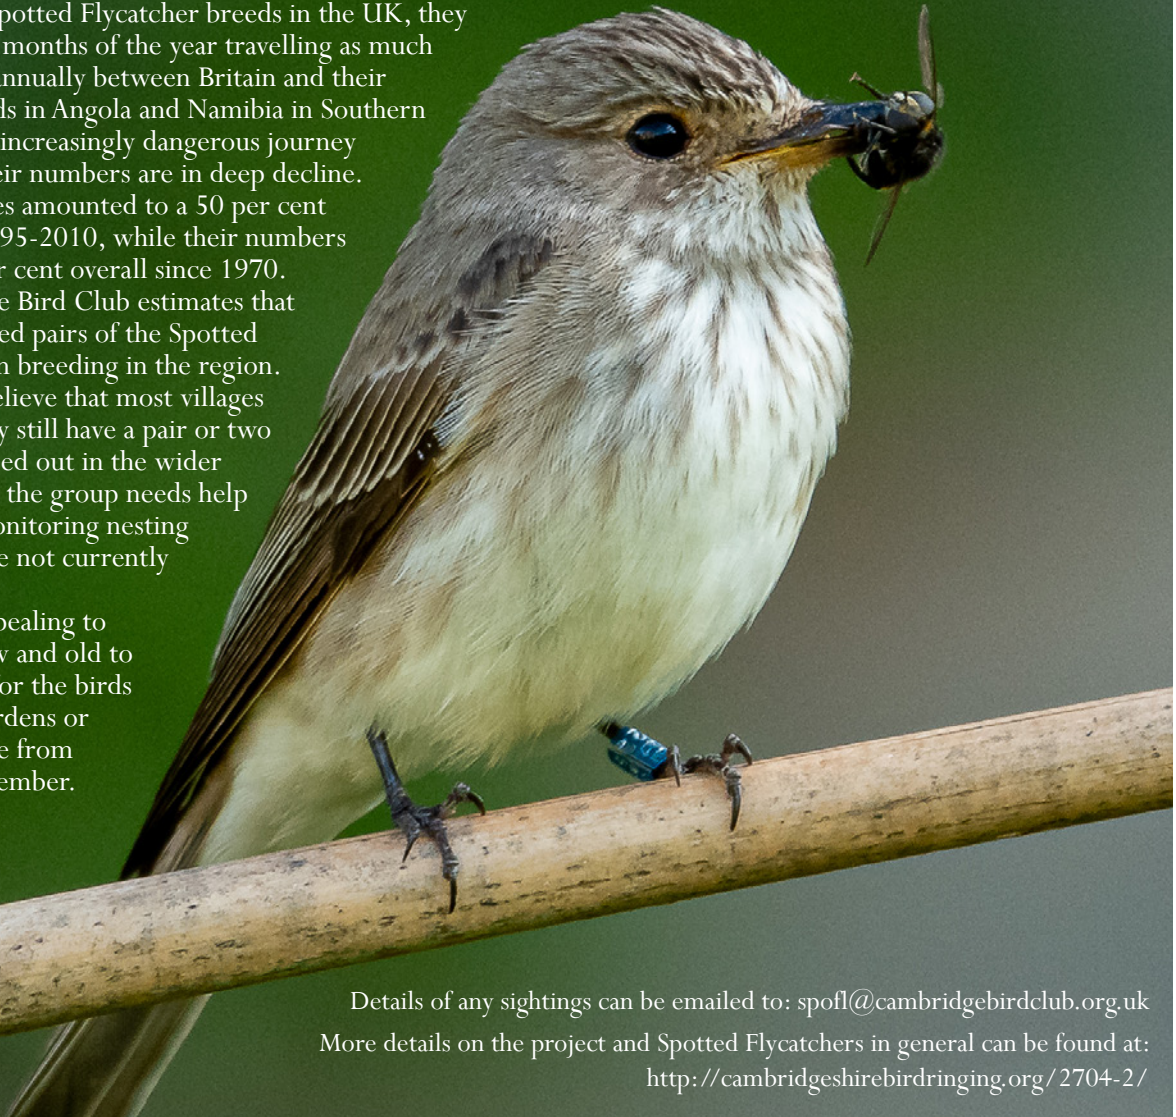 potted Flycatcher breeds in the UK, they
months of the year travelling as much
annually between Britain and their
ds in Angola and Namibia in Southern
increasingly dangerous journey
eir numbers are in deep decline.
es amounted to a 50 per cent
95-2010, while their numbers
r cent overall since 1970.
e Bird Club estimates that
ed pairs of the Spotted
n breeding in the region.
elieve that most villages
y still have a pair or two
ed out in the wider
the group needs help
onitoring nesting
e not currently
pealing to
w and old to
for the birds
rdens or
e from
ember.
Details of any sightings can be emailed to: spofl@cambridgebirdclub.org.uk
More details on the project and Spotted Flycatchers in general can be found at:
http://cambridgeshirebirdringing.org/2704-2/